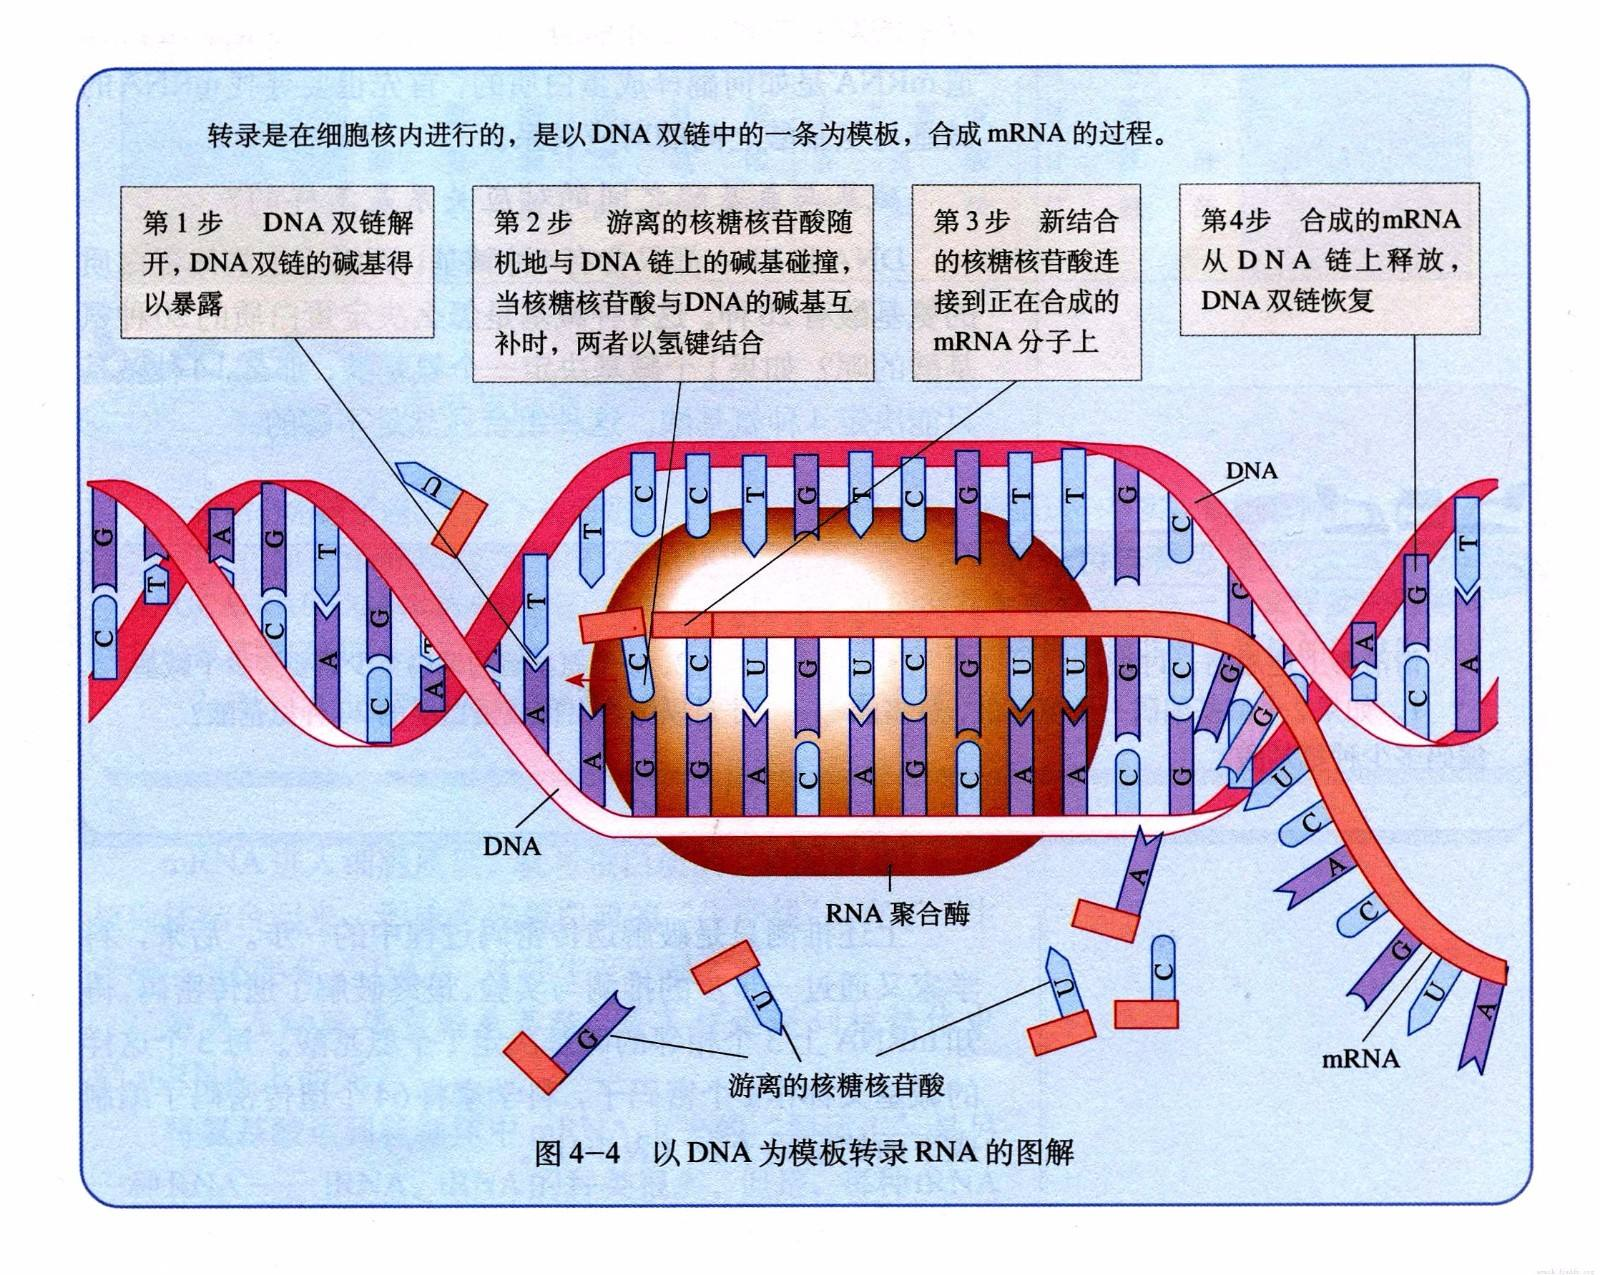 转录是在细胞核内进行的，是以DNA双链中的一条为模板，合成mRNA的过程。
第1步 DNA双链解
开，DNA双链的碱基得
以暴露
第2步 游离的核糖核苷酸随
机地与DNA链上的碱基碰撞，
当核糖核苷酸与DNA的碱基互
补时，两者以氢键结合
第3步 新结合
的核糖核苷酸连
接到正在合成的
mRNA分子上
第4步 合成的mRNA
从DNA链上释放，
DNA双链恢复
DNA
U
T C C T G T C G T T G C
G T A G T G T T G A G T
C C A C A A C A
C C U G U C G U U G C G
A G G A C A G C A A C G
G U C A C G U A
DNA
RNA聚合酶
A
U U C
G
mRNA
游离的核糖核苷酸
图4-4 以DNA为模板转录RNA的图解